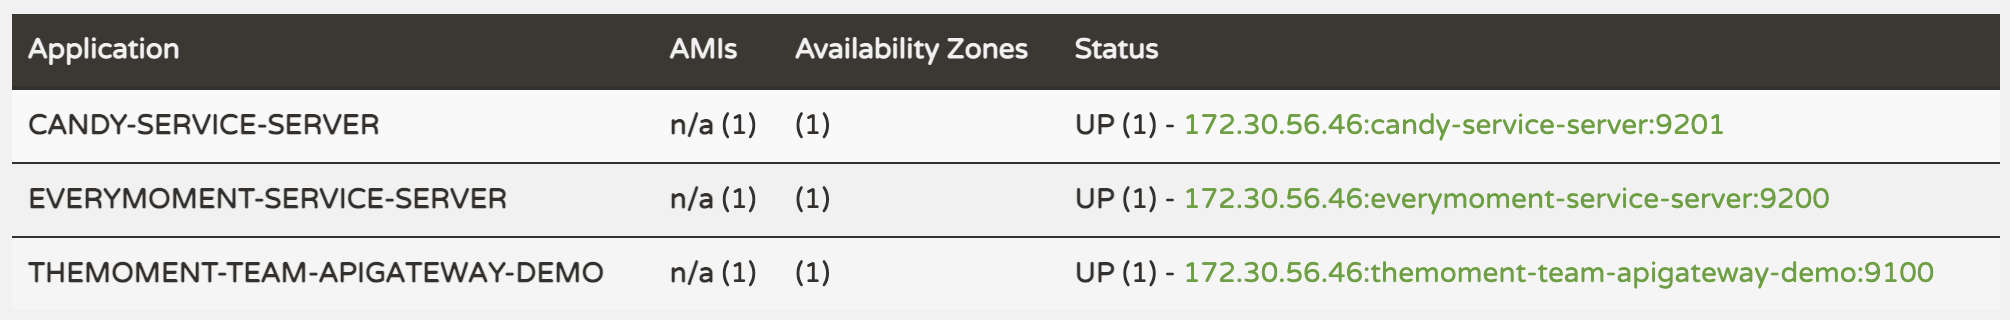 Application AMIs Availability Zones Status
CANDY-SERVICE-SERVER n/a (1) (1) UP (1) - 172.30.56.46:candy-service-server:9201
EVERYMOMENT-SERVICE-SERVER n/a (1) (1) UP (1) - 172.30.56.46:everymoment-service-server:9200
THEMOMENT-TEAM-APIGATEWAY-DEMO n/a (1) (1) UP (1) - 172.30.56.46:themoment-team-apigateway-demo:9100